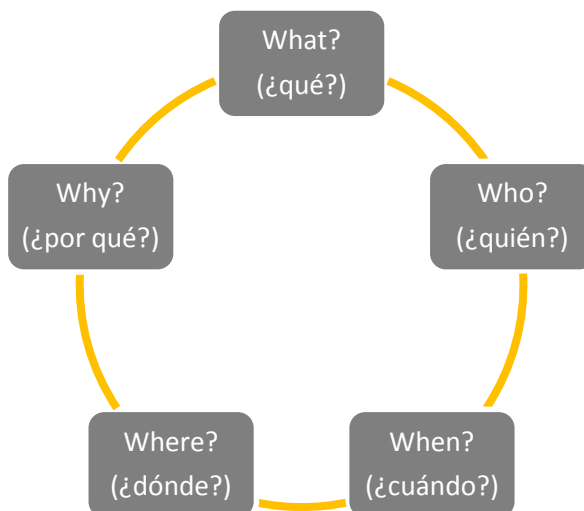 What?
(¿qué?)
Who?
(¿quién?)
When?
(¿cuándo?)
Where?
(¿dónde?)
Why?
(¿por qué?)